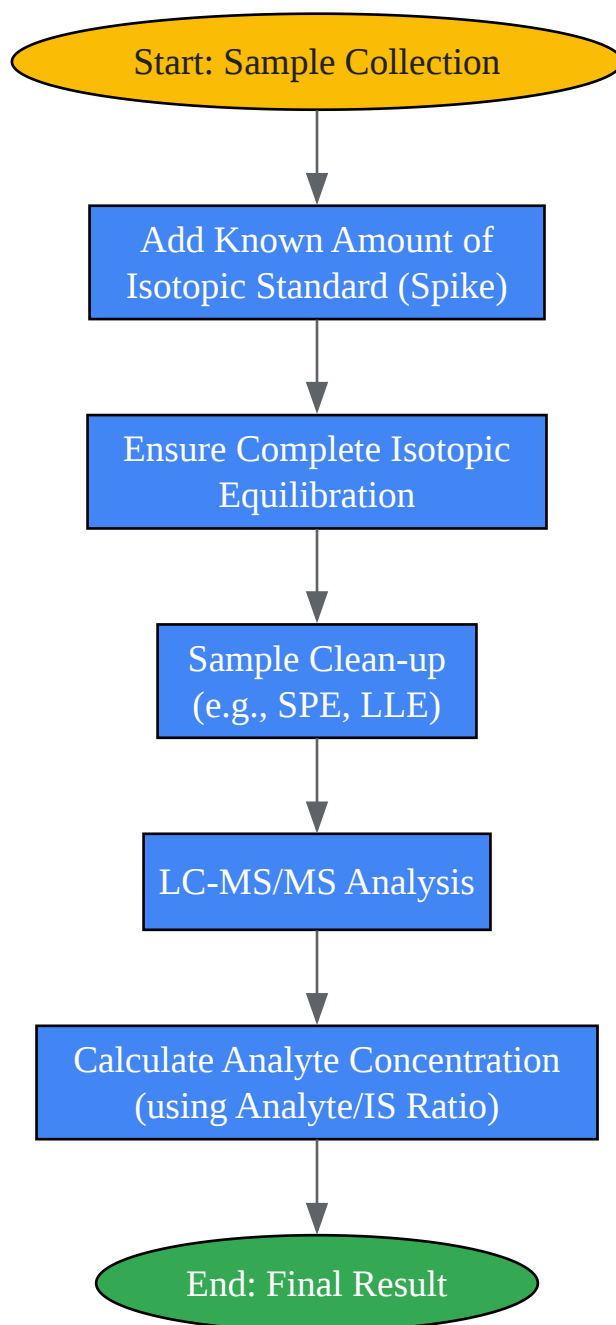 Start: Sample Collection
Add Known Amount of
Isotopic Standard (Spike)
Ensure Complete Isotopic
Equilibration
Sample Clean-up
(e.g., SPE, LLE)
LC-MS/MS Analysis
Calculate Analyte Concentration
(using Analyte/IS Ratio)
End: Final Result